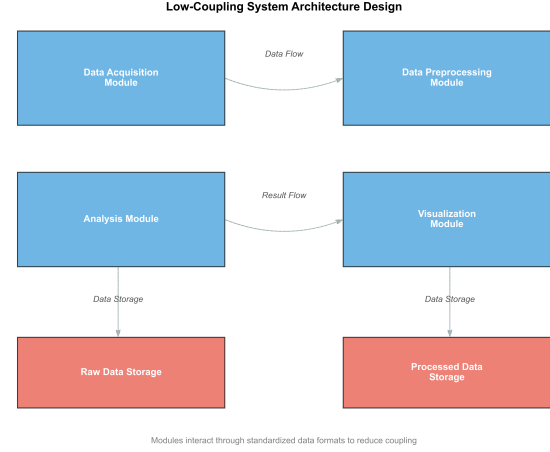 Low-Coupling System Architecture Design
Data Flow
Data Acquisition
Module
Data Preprocessing
Module
Result Flow
Analysis Module
Visualization
Module
Data Storage
Data Storage
Raw Data Storage
Processed Data
Storage
Modules interact through standardized data formats to reduce coupling